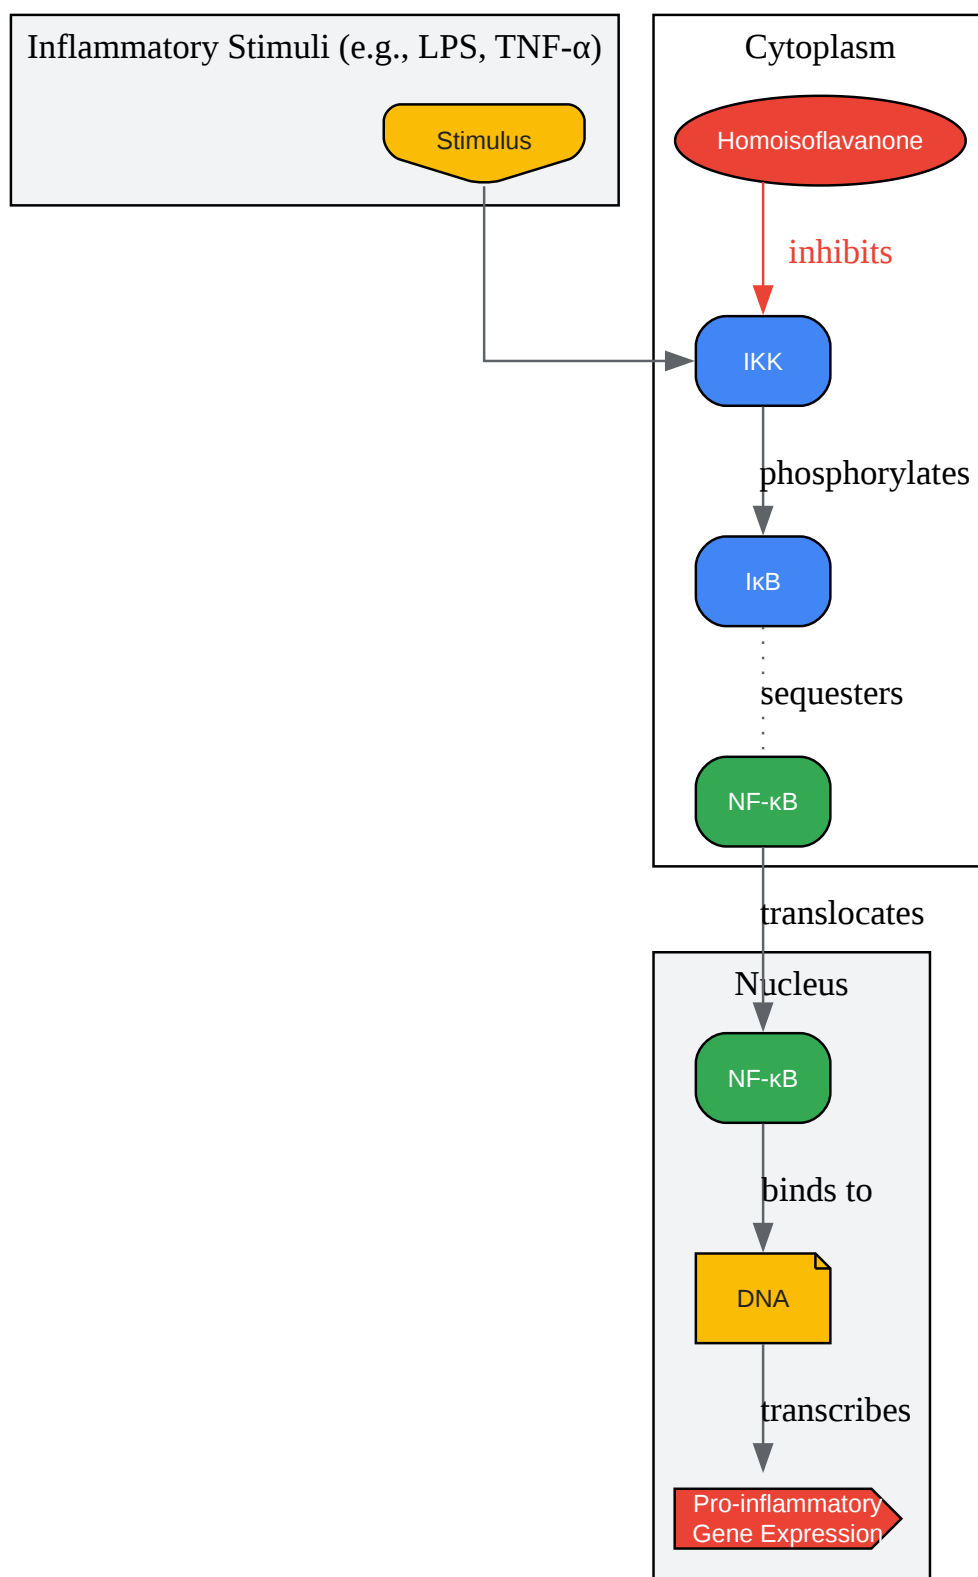 Inflammatory Stimuli (e.g., LPS, TNF-α)
Stimulus
Cytoplasm
Homoisoflavanone
inhibits
IKK
phosphorylates
IκB
sequesters
NF-κB
translocates
Nucleus
NF-κB
binds to
DNA
transcribes
Pro-inflammatory
Gene Expression